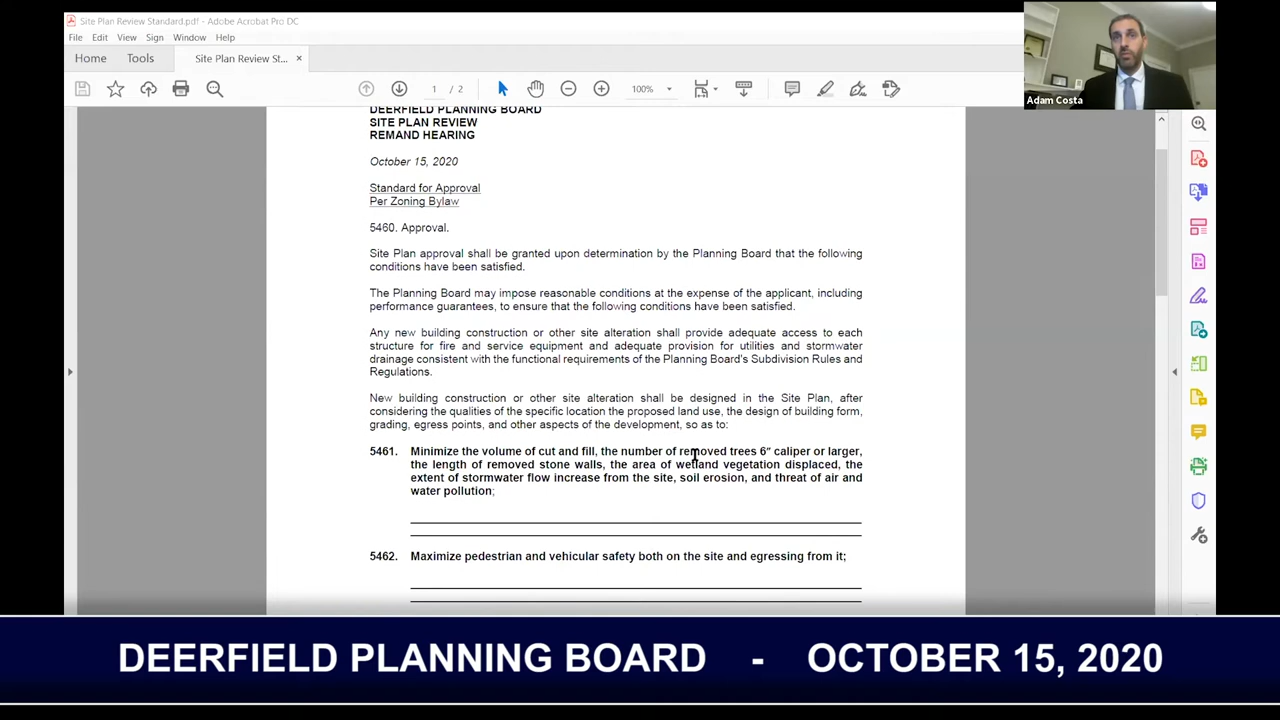 Site Plan Review Standard.pdf - Adobe Acrobat Pro DC
File Edit View Sign Window Help
Home Tools Site Plan Review St... ×
1 / 2 100%
Adam Costa
DEERFIELD PLANNING BOARD
SITE PLAN REVIEW
REMAND HEARING
October 15, 2020
Standard for Approval
Per Zoning Bylaw
5460. Approval.
Site Plan approval shall be granted upon determination by the Planning Board that the following
conditions have been satisfied.
The Planning Board may impose reasonable conditions at the expense of the applicant, including
performance guarantees, to ensure that the following conditions have been satisfied.
Any new building construction or other site alteration shall provide adequate access to each
structure for fire and service equipment and adequate provision for utilities and stormwater
drainage consistent with the functional requirements of the Planning Board's Subdivision Rules and
Regulations.
New building construction or other site alteration shall be designed in the Site Plan, after
considering the qualities of the specific location the proposed land use, the design of building form,
grading, egress points, and other aspects of the development, so as to:
5461. Minimize the volume of cut and fill, the number of removed trees 6" caliper or larger,
the length of removed stone walls, the area of wetland vegetation displaced, the
extent of stormwater flow increase from the site, soil erosion, and threat of air and
water pollution;
5462. Maximize pedestrian and vehicular safety both on the site and egressing from it;
DEERFIELD PLANNING BOARD - OCTOBER 15, 2020